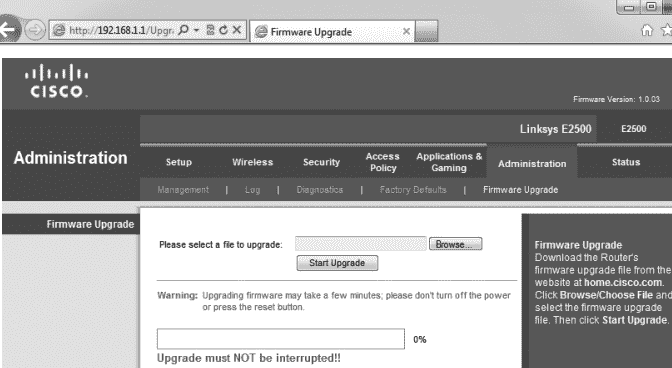 http://192.168.1.1/Upgr
Firmware Upgrade
CISCO.
Firmware Version: 1.0.03
Linksys E2500 E2500
Administration
Setup Wireless Security Access Policy Applications & Gaming Administration Status
Management | Log | Diagnostics | Factory Defaults | Firmware Upgrade
Firmware Upgrade
Please select a file to upgrade: Browse...
Start Upgrade
Warning: Upgrading firmware may take a few minutes; please don't turn off the power
or press the reset button.
0%
Upgrade must NOT be interrupted!!
Firmware Upgrade
Download the Router's
firmware upgrade file from the
website at home.cisco.com.
Click Browse/Choose File and
select the firmware upgrade
file. Then click Start Upgrade.